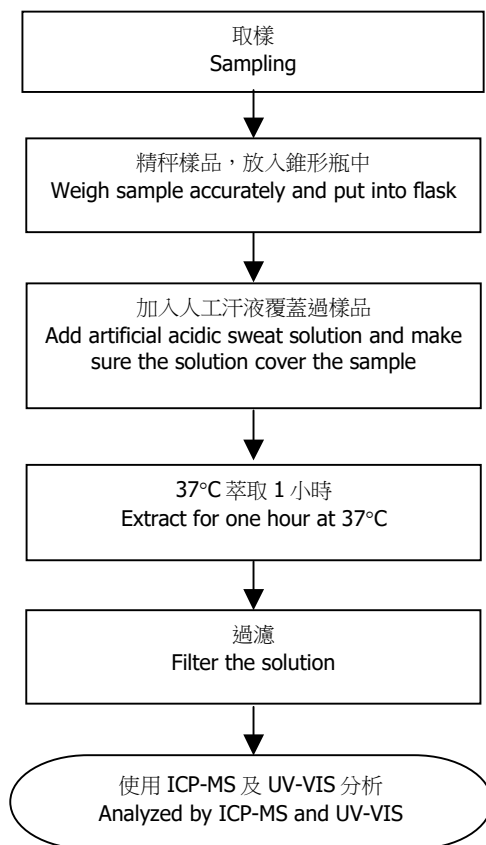 取樣
Sampling
精秤樣品，放入錐形瓶中
Weigh sample accurately and put into flask
加入人工汗液覆蓋過樣品
Add artificial acidic sweat solution and make
sure the solution cover the sample
37°C 萃取 1 小時
Extract for one hour at 37°C
過濾
Filter the solution
使用 ICP-MS 及 UV-VIS 分析
Analyzed by ICP-MS and UV-VIS